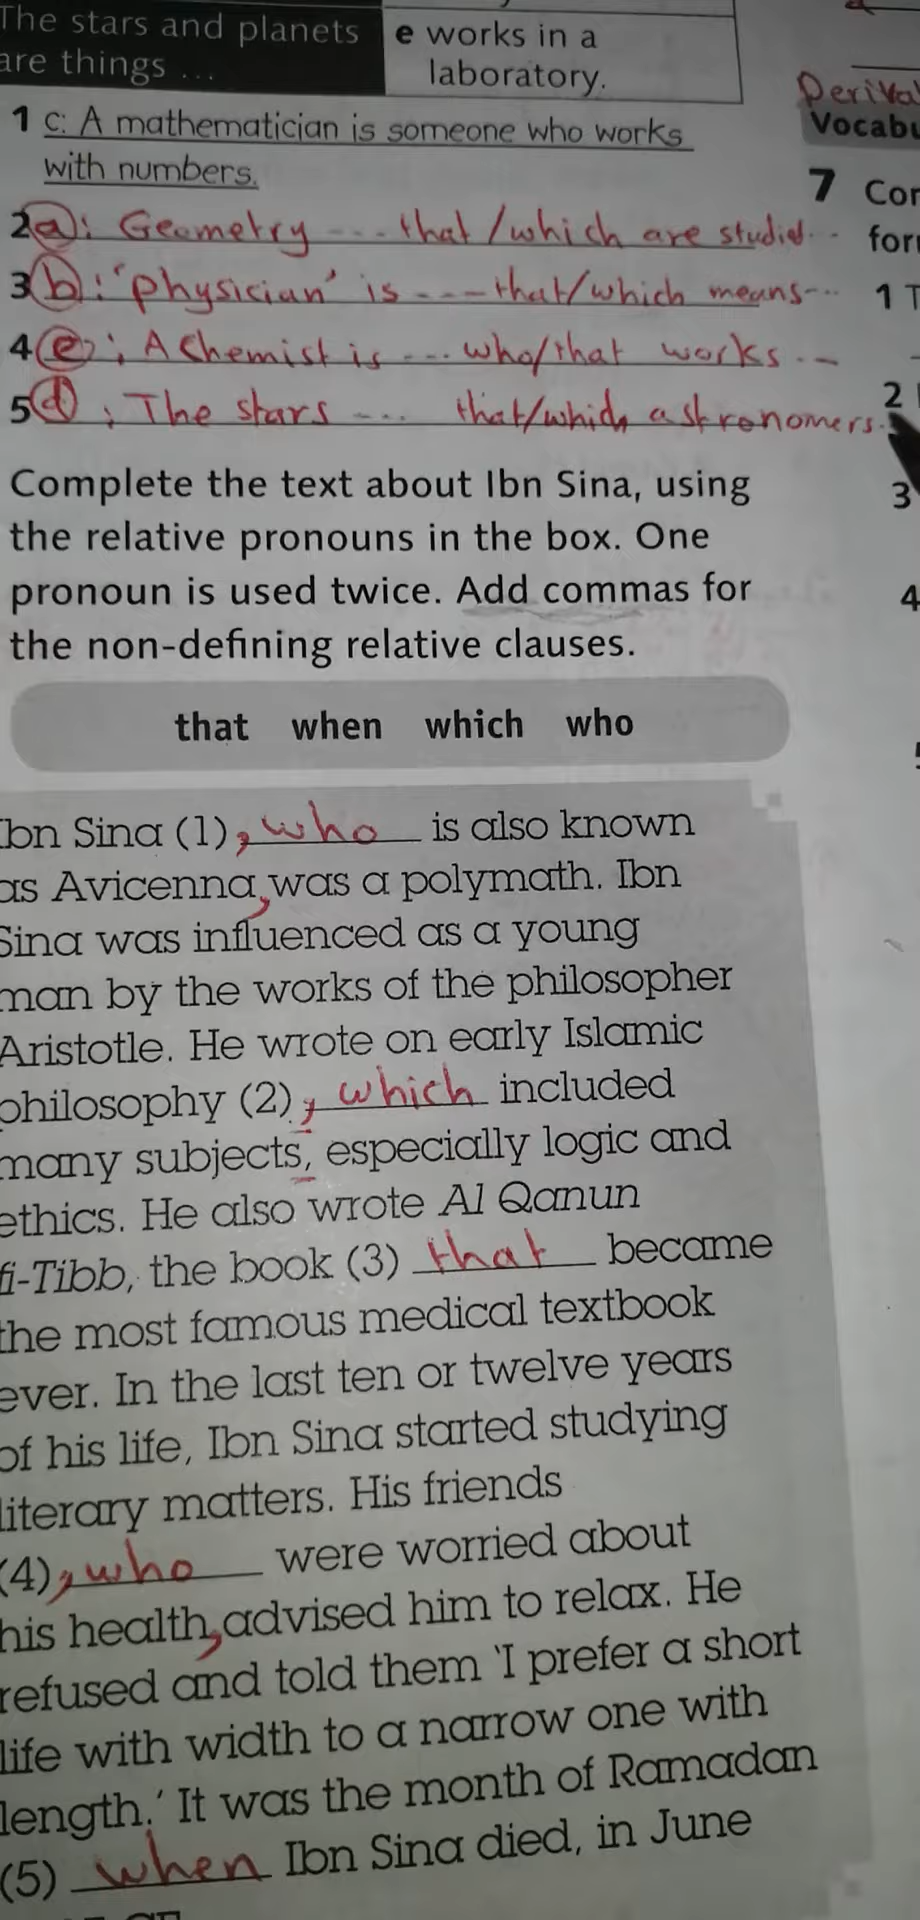 The stars and planets
are things ...
e works in a
laboratory.
1 c: A mathematician is someone who works
with numbers.
2 a: Geometry --- that/which are studied...
3 b: 'physician' is ---- that/which means---
4 e: A Chemist is ... who/that works ...
5 d: The stars ... that/which astronomers.
Complete the text about Ibn Sina, using
the relative pronouns in the box. One
pronoun is used twice. Add commas for
the non-defining relative clauses.
that when which who
Ibn Sina (1), who is also known
as Avicenna, was a polymath. Ibn
Sina was influenced as a young
man by the works of the philosopher
Aristotle. He wrote on early Islamic
philosophy (2), which included
many subjects, especially logic and
ethics. He also wrote Al Qanun
fi-Tibb, the book (3) that became
the most famous medical textbook
ever. In the last ten or twelve years
of his life, Ibn Sina started studying
literary matters. His friends
(4), who were worried about
his health, advised him to relax. He
refused and told them 'I prefer a short
life with width to a narrow one with
length.' It was the month of Ramadan
(5) when Ibn Sina died, in June
7
1 T
2
3
4